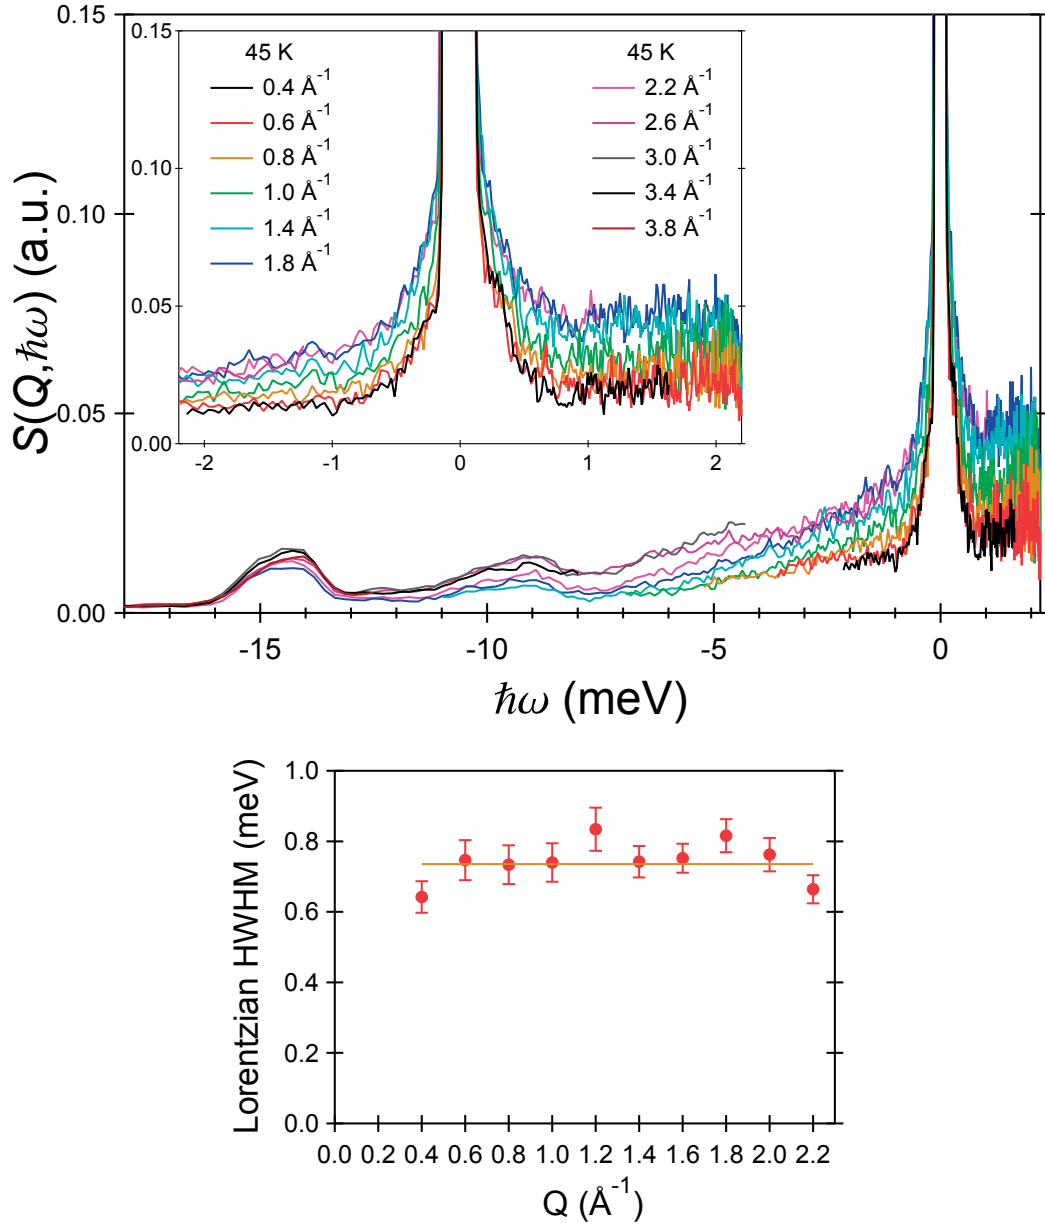 0.15
0.10
0.05
0.00
S(Q,ℏω) (a.u.)
0.15
0.10
0.05
0.00
45 K
0.4 Å⁻¹
0.6 Å⁻¹
0.8 Å⁻¹
1.0 Å⁻¹
1.4 Å⁻¹
1.8 Å⁻¹
45 K
2.2 Å⁻¹
2.6 Å⁻¹
3.0 Å⁻¹
3.4 Å⁻¹
3.8 Å⁻¹
-2 -1 0 1 2
-15 -10 -5 0
ℏω (meV)
Lorentzian HWHM (meV)
1.0
0.8
0.6
0.4
0.2
0.0
0.0 0.2 0.4 0.6 0.8 1.0 1.2 1.4 1.6 1.8 2.0 2.2
Q (Å⁻¹)